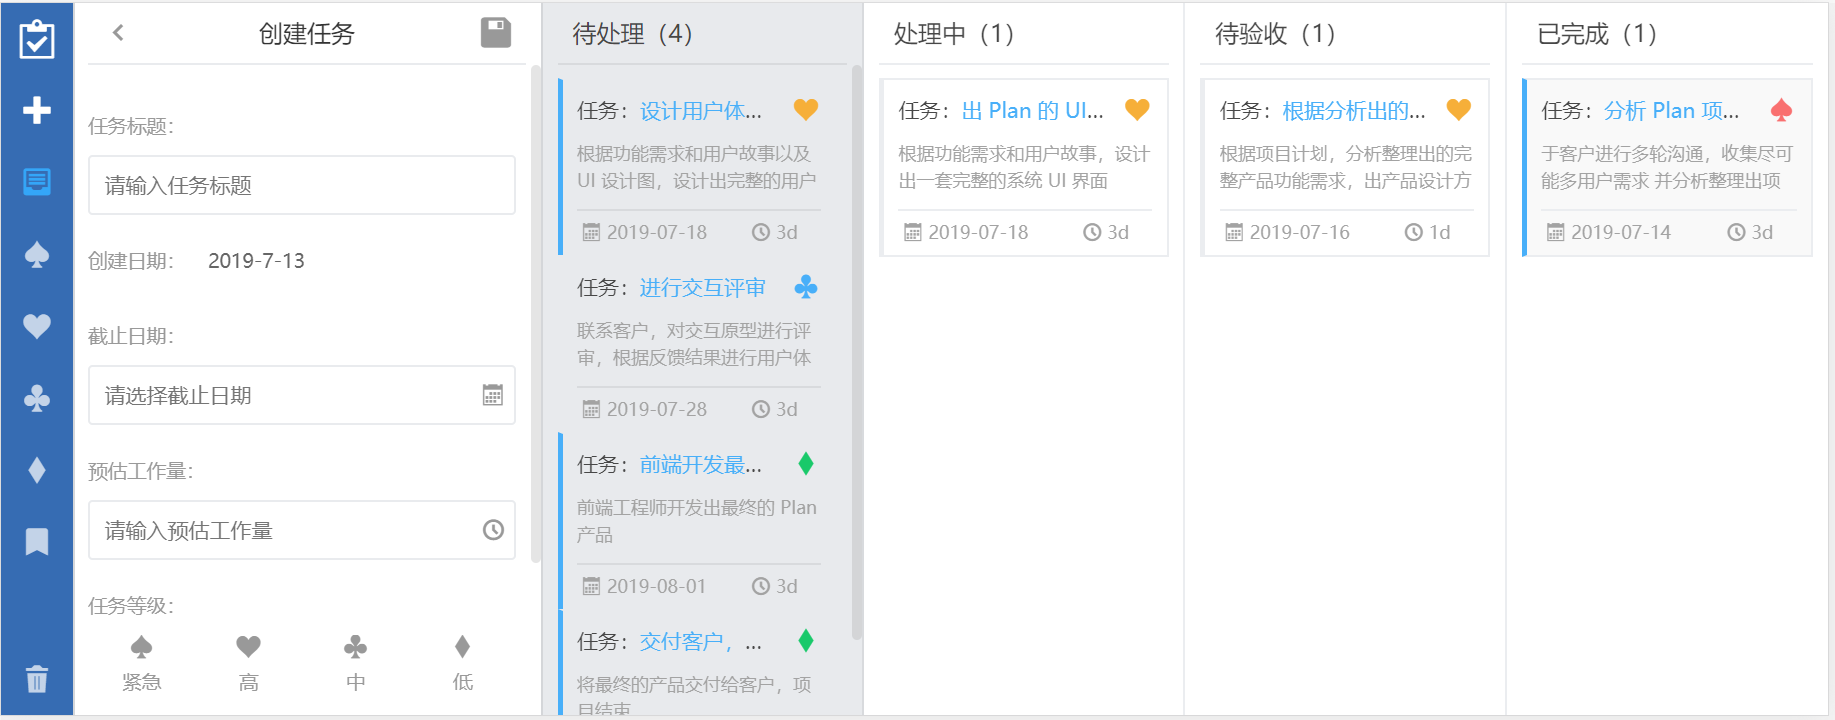 创建任务
任务标题：
请输入任务标题
创建日期： 2019-7-13
截止日期：
请选择截止日期
预估工作量：
请输入预估工作量
任务等级：
紧急 高 中 低
待处理（4）
任务：设计用户体...
根据功能需求和用户故事以及
UI 设计图，设计出完整的用户
2019-07-18 3d
任务：进行交互评审
联系客户，对交互原型进行评
审，根据反馈结果进行用户体
2019-07-28 3d
任务：前端开发最...
前端工程师开发出最终的 Plan
产品
2019-08-01 3d
任务：交付客户，...
将最终的产品交付给客户，项
目结束
处理中（1）
任务：出 Plan 的 UI...
根据功能需求和用户故事，设计
出一套完整的系统 UI 界面
2019-07-18 3d
待验收（1）
任务：根据分析出的...
根据项目计划，分析整理出的完
整产品功能需求，出产品设计方
2019-07-16 1d
已完成（1）
任务：分析 Plan 项...
于客户进行多轮沟通，收集尽可
能多用户需求 并分析整理出项
2019-07-14 3d